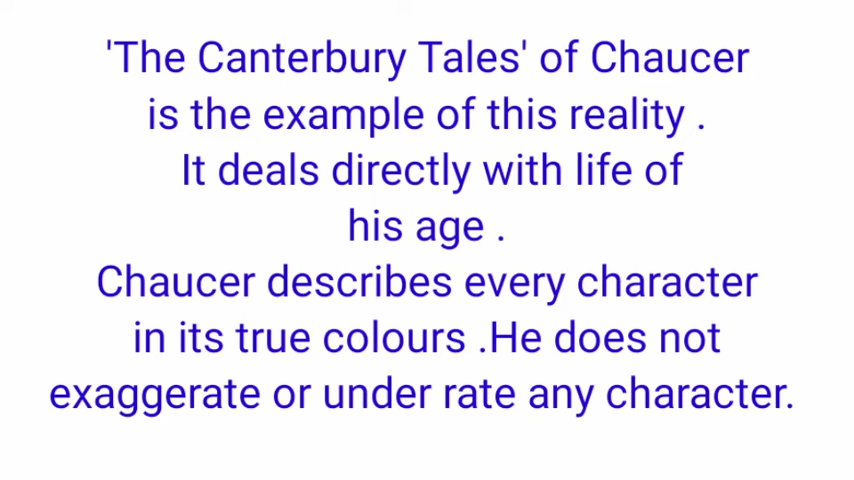 'The Canterbury Tales' of Chaucer
is the example of this reality .
It deals directly with life of
his age .
Chaucer describes every character
in its true colours .He does not
exaggerate or under rate any character.